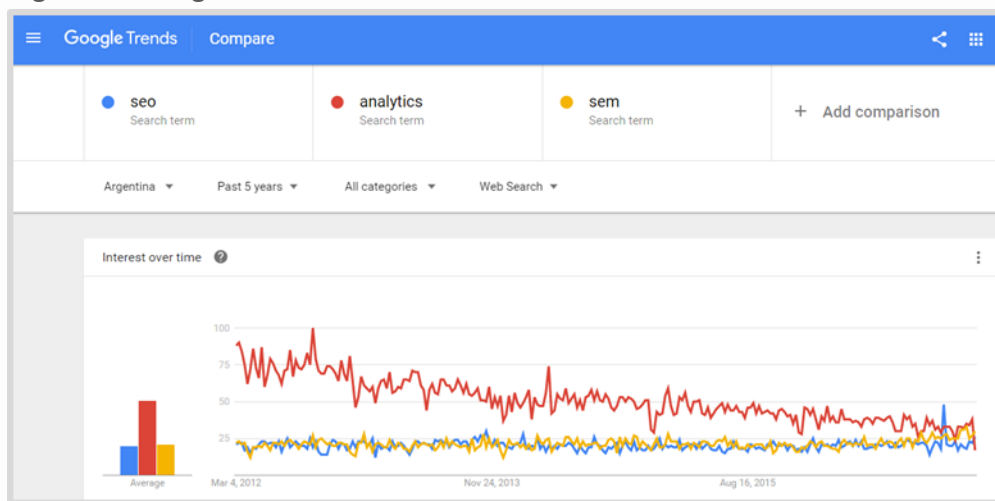 Google Trends Compare
seo
Search term
analytics
Search term
sem
Search term
+ Add comparison
Argentina
Past 5 years
All categories
Web Search
Interest over time
100
75
50
25
Average
Mar 4, 2012
Nov 24, 2013
Aug 16, 2015